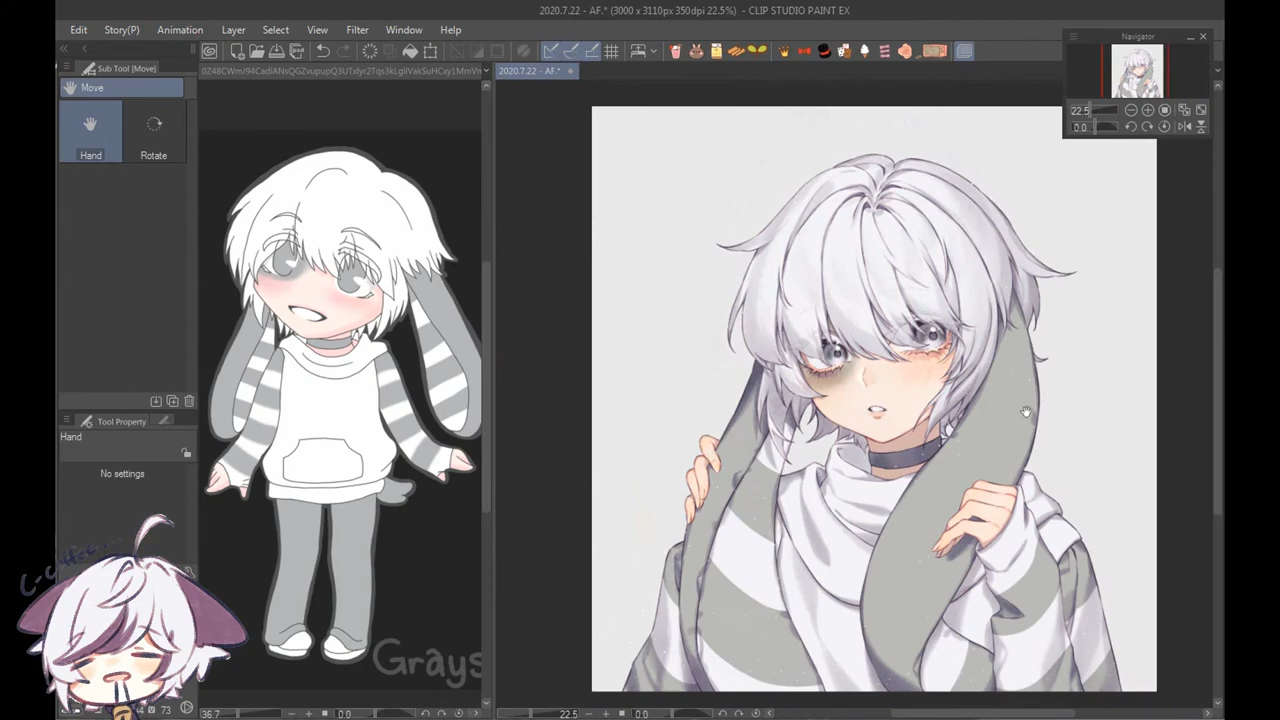 2020.7.22 - AF.* (3000 x 3110px 350dpi 22.5%) - CLIP STUDIO PAINT EX
Edit Story(P) Animation Layer Select View Filter Window Help
Navigator
Sub Tool [Move]
2020.7.22 - AF.*
Move
22.5
0.0
Hand Rotate
Tool Property
Hand
No settings
Grays
73
36.7 0.0
22.5 0.0